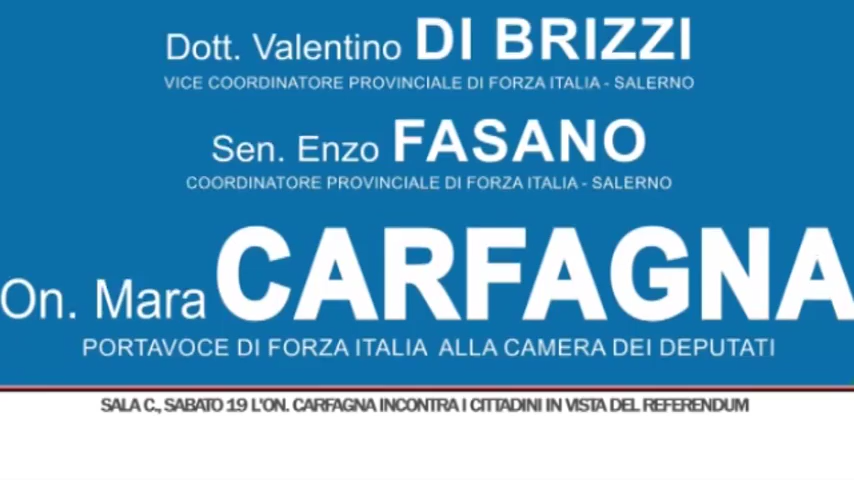 Dott. Valentino DI BRIZZI
VICE COORDINATORE PROVINCIALE DI FORZA ITALIA - SALERNO
Sen. Enzo FASANO
COORDINATORE PROVINCIALE DI FORZA ITALIA - SALERNO
On. Mara CARFAGNA
PORTAVOCE DI FORZA ITALIA ALLA CAMERA DEI DEPUTATI
SALA C., SABATO 19 L'ON. CARFAGNA INCONTRA I CITTADINI IN VISTA DEL REFERENDUM